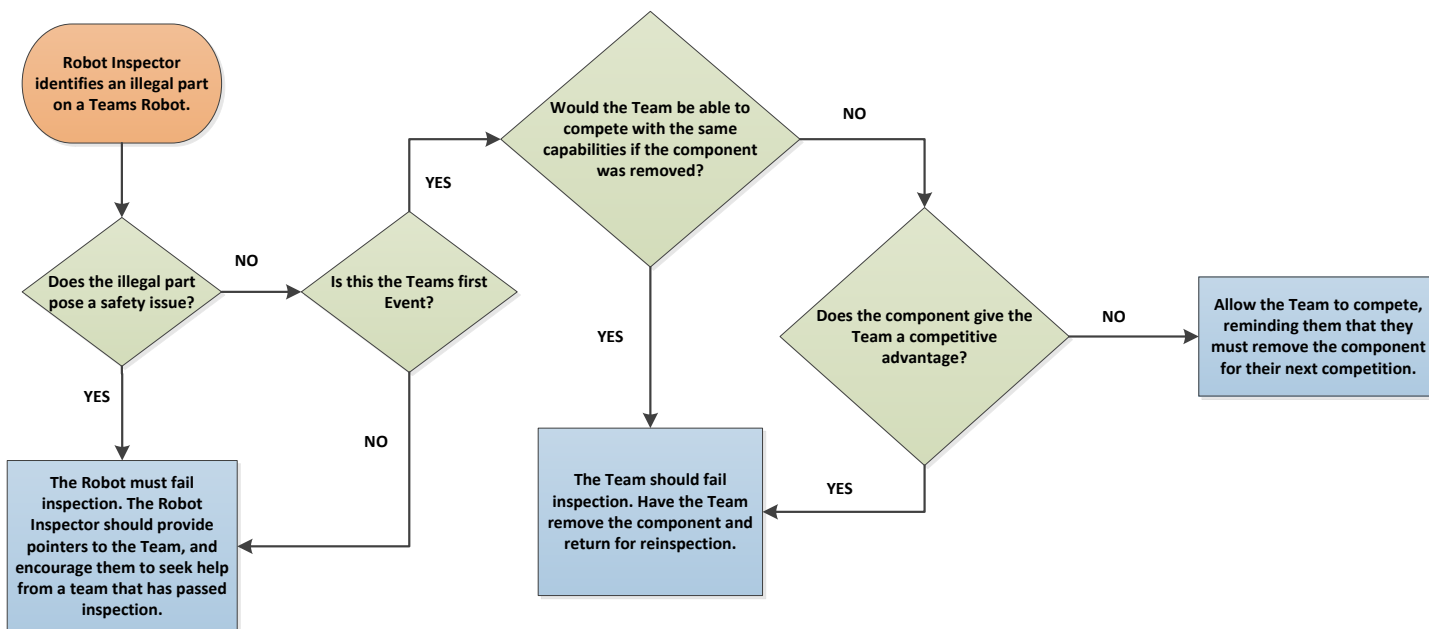 Robot Inspector
identifies an illegal part
on a Teams Robot.
Does the illegal part
pose a safety issue?
NO
YES
Is this the Teams first
Event?
YES
NO
The Robot must fail
inspection. The Robot
Inspector should provide
pointers to the Team, and
encourage them to seek help
from a team that has passed
inspection.
Would the Team be able to
compete with the same
capabilities if the component
was removed?
NO
YES
Does the component give the
Team a competitive
advantage?
NO
YES
The Team should fail
inspection. Have the Team
remove the component and
return for reinspection.
Allow the Team to compete,
reminding them that they
must remove the component
for their next competition.